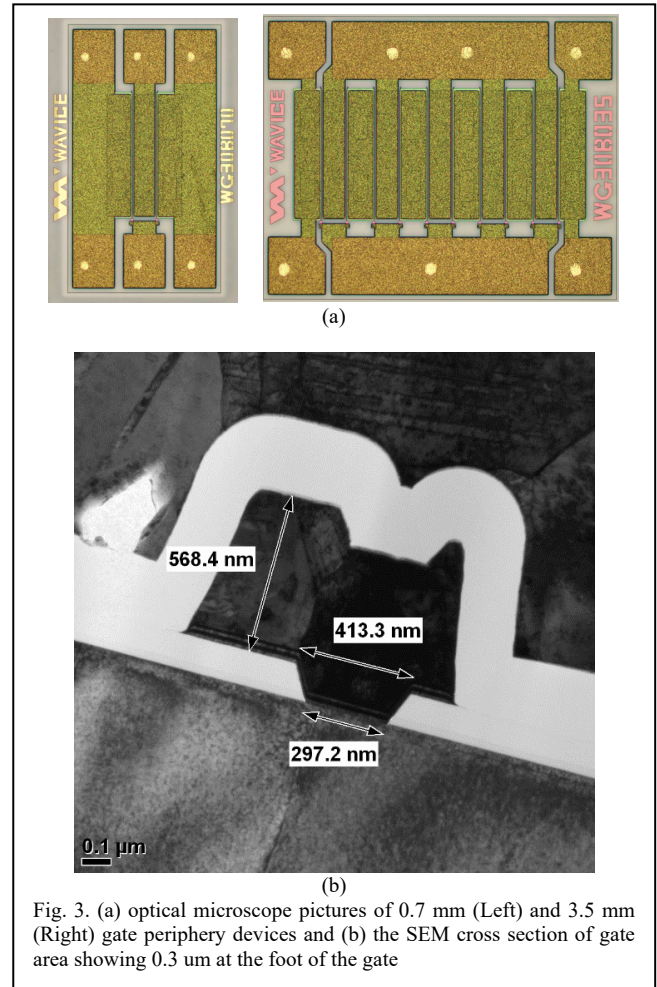 WAVICE
WG30B070
WAVICE
(a)
568.4 nm
413.3 nm
297.2 nm
0.1 µm
(b)
Fig. 3. (a) optical microscope pictures of 0.7 mm (Left) and 3.5 mm
(Right) gate periphery devices and (b) the SEM cross section of gate
area showing 0.3 um at the foot of the gate